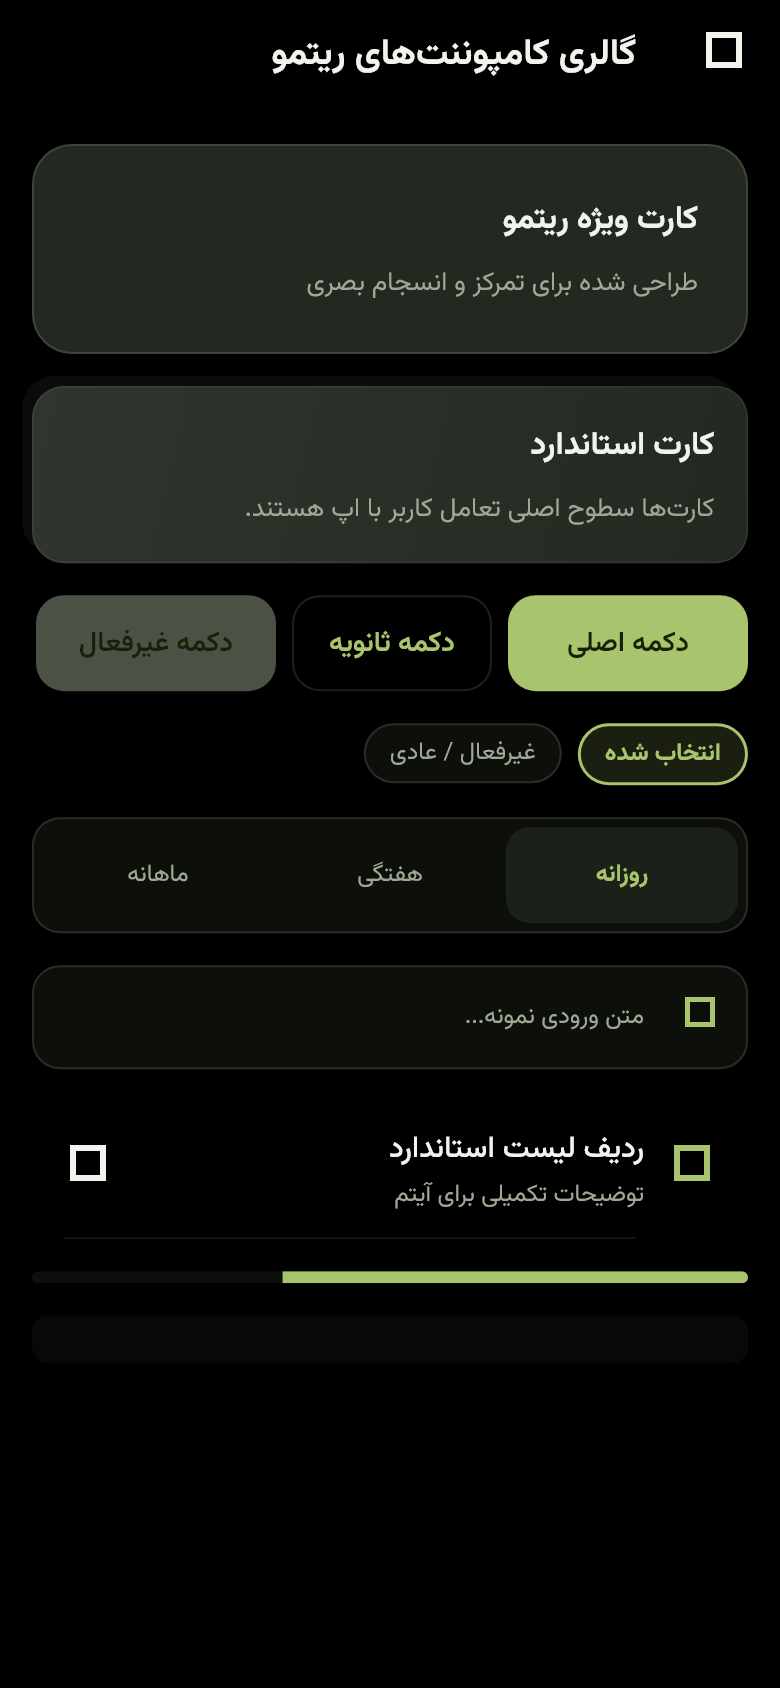 گالری کامپوننت‌های ریتمو
کارت ویژه ریتمو
طراحی شده برای تمرکز و انسجام بصری
کارت استاندارد
کارت‌ها سطوح اصلی تعامل کاربر با اپ هستند.
دکمه اصلی
دکمه ثانویه
دکمه غیرفعال
انتخاب شده
غیرفعال / عادی
روزانه
هفتگی
ماهانه
متن ورودی نمونه...
ردیف لیست استاندارد
توضیحات تکمیلی برای آیتم